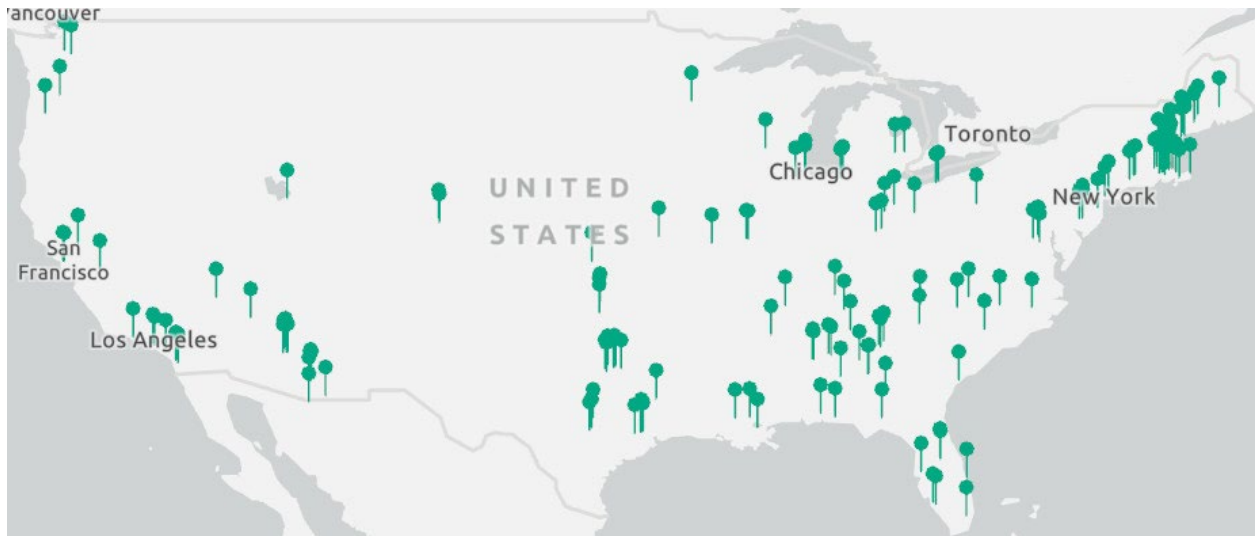 ancouver
Toronto
Chicago
UNITED
STATES
New York
San
Francisco
Los Angeles